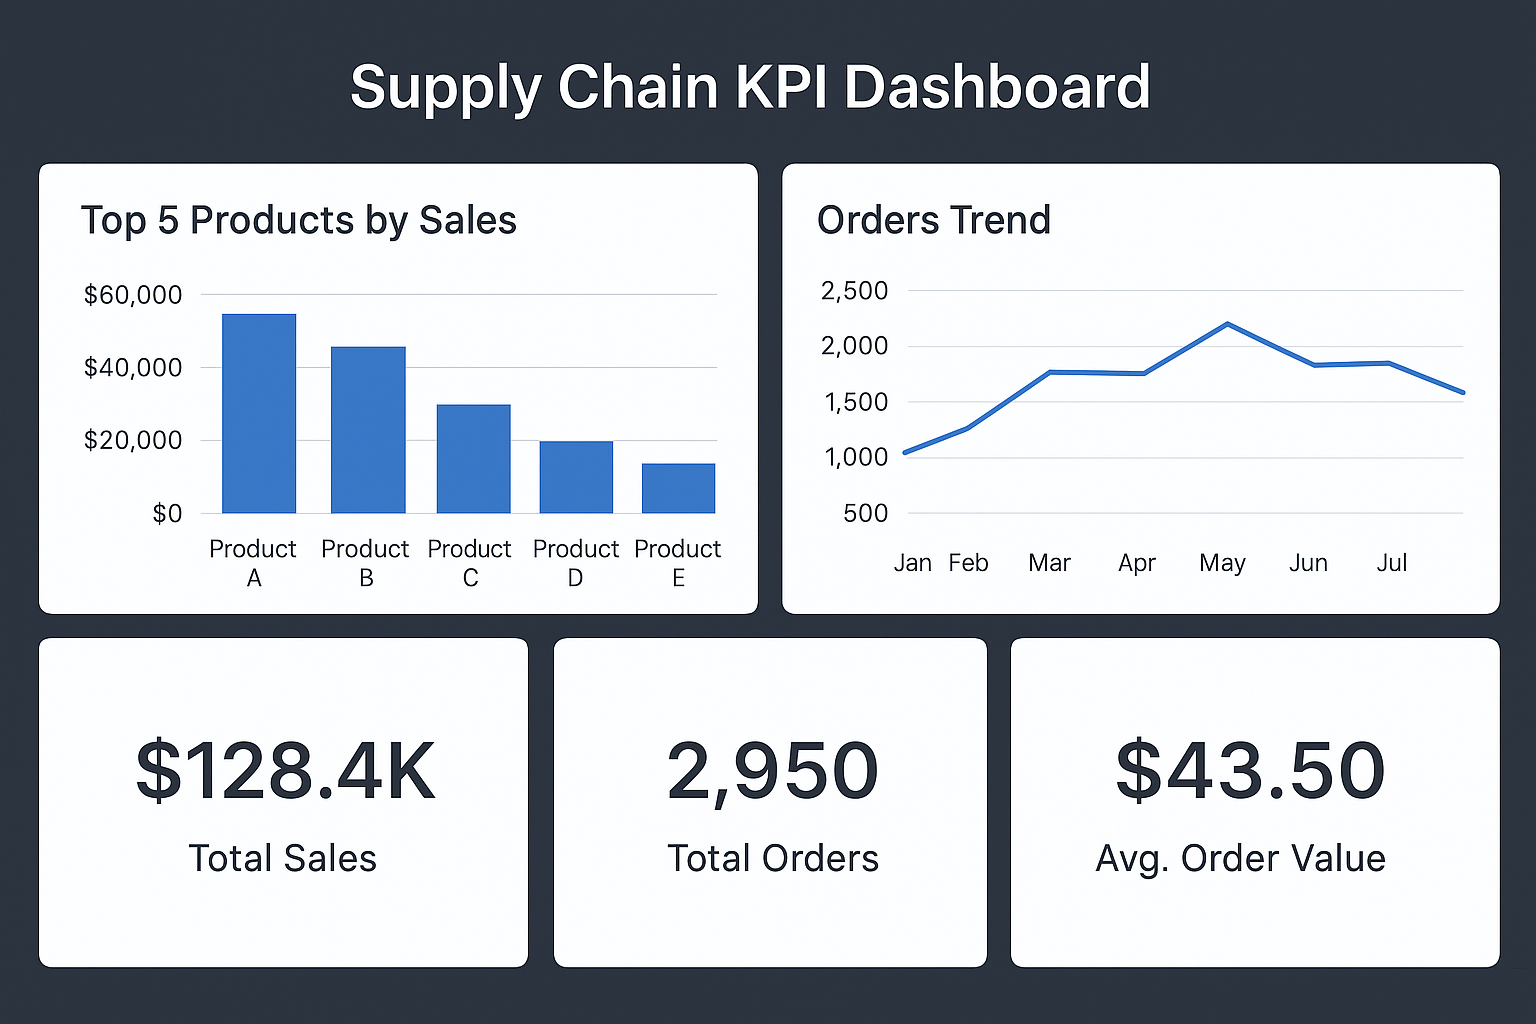 Supply Chain KPI Dashboard
Top 5 Products by Sales
$60,000
$40,000
$20,000
$0
Product A
Product B
Product C
Product D
Product E
Orders Trend
2,500
2,000
1,500
1,000
500
Jan Feb Mar Apr May Jun Jul
$128.4K
Total Sales
2,950
Total Orders
$43.50
Avg. Order Value